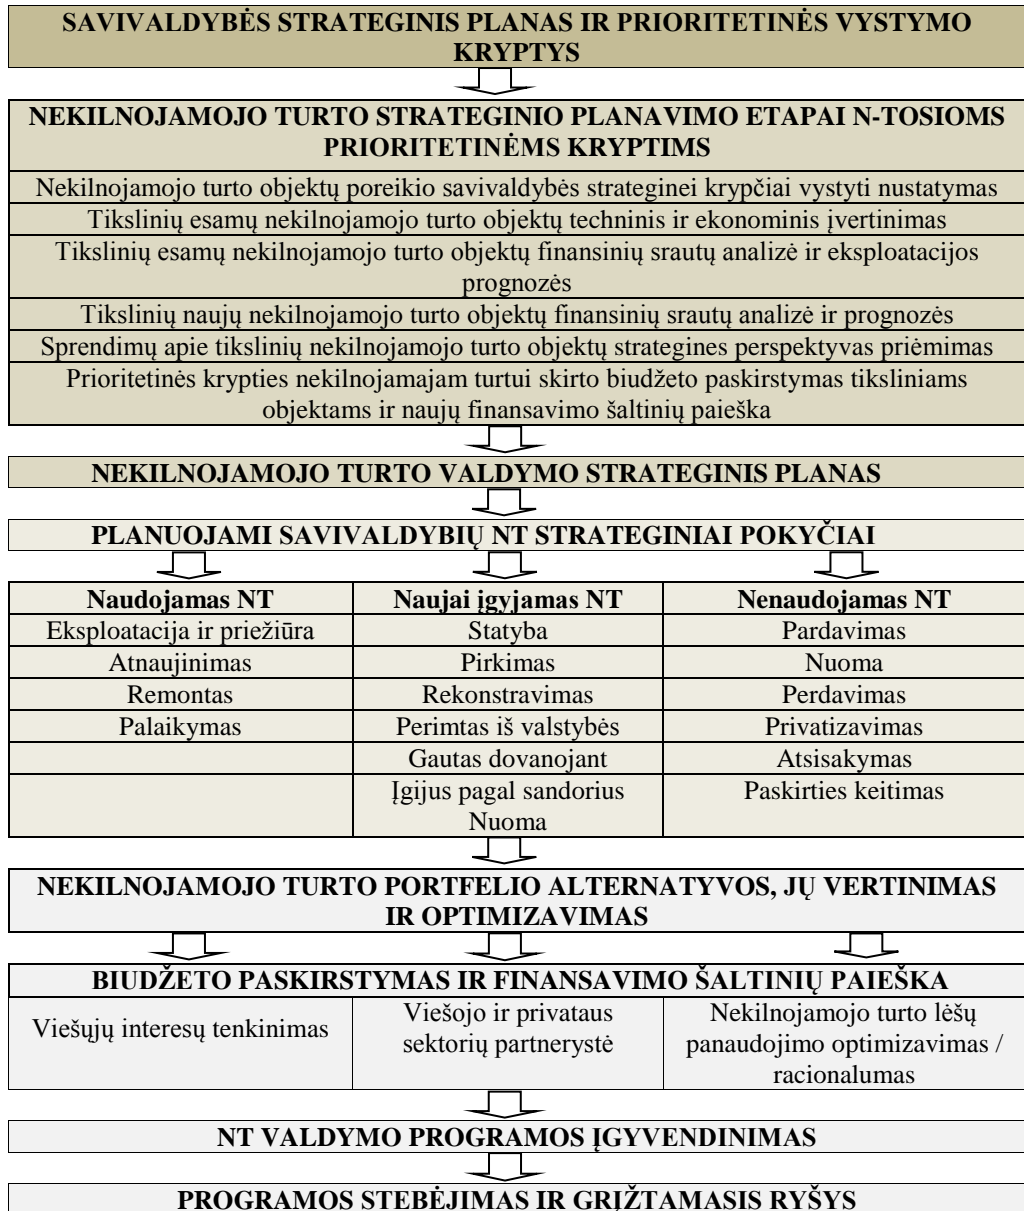 SAVIVALDYBĖS STRATEGINIS PLANAS IR PRIORITETINĖS VYSTYMO
KRYPTYS
NEKILNOJAMOJO TURTO STRATEGINIO PLANAVIMO ETAPAI N-TOSIOMS
PRIORITETINĖMS KRYPTIMS
Nekilnojamojo turto objektų poreikio savivaldybės strateginei krypčiai vystyti nustatymas
Tikslinių esamų nekilnojamojo turto objektų techninis ir ekonominis įvertinimas
Tikslinių esamų nekilnojamojo turto objektų finansinių srautų analizė ir eksploatacijos
prognozės
Tikslinių naujų nekilnojamojo turto objektų finansinių srautų analizė ir prognozės
Sprendimų apie tikslinių nekilnojamojo turto objektų strategines perspektyvas priėmimas
Prioritetinės krypties nekilnojamajam turtui skirto biudžeto paskirstymas tiksliniams
objektams ir naujų finansavimo šaltinių paieška
NEKILNOJAMOJO TURTO VALDYMO STRATEGINIS PLANAS
PLANUOJAMI SAVIVALDYBIŲ NT STRATEGINIAI POKYČIAI
Naudojamas NT
Eksploatacija ir priežiūra
Atnaujinimas
Remontas
Palaikymas
Naujai įgyjamas NT
Statyba
Pirkimas
Rekonstravimas
Perimtas iš valstybės
Gautas dovanojant
Įgijus pagal sandorius
Nuoma
Nenaudojamas NT
Pardavimas
Nuoma
Perdavimas
Privatizavimas
Atsisakymas
Paskirties keitimas
NEKILNOJAMOJO TURTO PORTFELIO ALTERNATYVOS, JŲ VERTINIMAS
IR OPTIMIZAVIMAS
BIUDŽETO PASKIRSTYMAS IR FINANSAVIMO ŠALTINIŲ PAIEŠKA
Viešųjų interesų tenkinimas
Viešojo ir privataus
sektorių partnerystė
Nekilnojamojo turto lėšų
panaudojimo optimizavimas /
racionalumas
NT VALDYMO PROGRAMOS ĮGYVENDINIMAS
PROGRAMOS STEBĖJIMAS IR GRĮŽTAMASIS RYŠYS